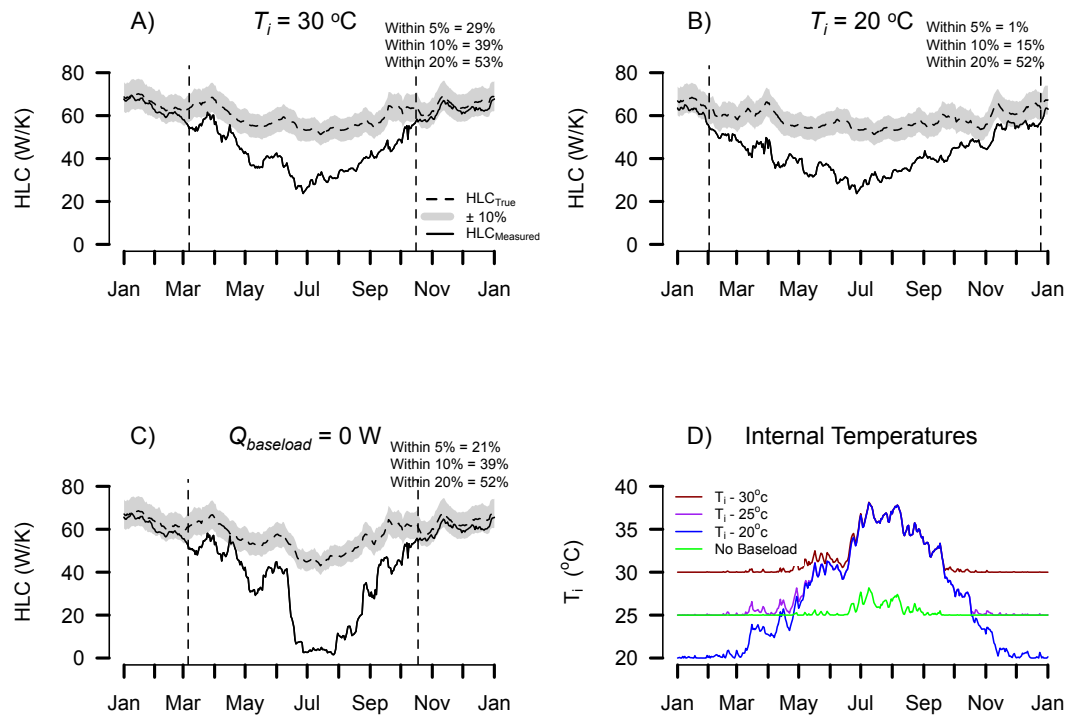 A) Ti = 30 oC
Within 5% = 29%
Within 10% = 39%
Within 20% = 53%
HLC (W/K)
80
60
40
20
0
HLCTrue
± 10%
HLCMeasured
Jan Mar May Jul Sep Nov Jan
B) Ti = 20 oC
Within 5% = 1%
Within 10% = 15%
Within 20% = 52%
HLC (W/K)
80
60
40
20
0
Jan Mar May Jul Sep Nov Jan
C) Qbaseload = 0 W
Within 5% = 21%
Within 10% = 39%
Within 20% = 52%
HLC (W/K)
80
60
40
20
0
Jan Mar May Jul Sep Nov Jan
D) Internal Temperatures
Ti (oC)
40
35
30
25
20
Ti - 30oc
Ti - 25oc
Ti - 20oc
No Baseload
Jan Mar May Jul Sep Nov Jan